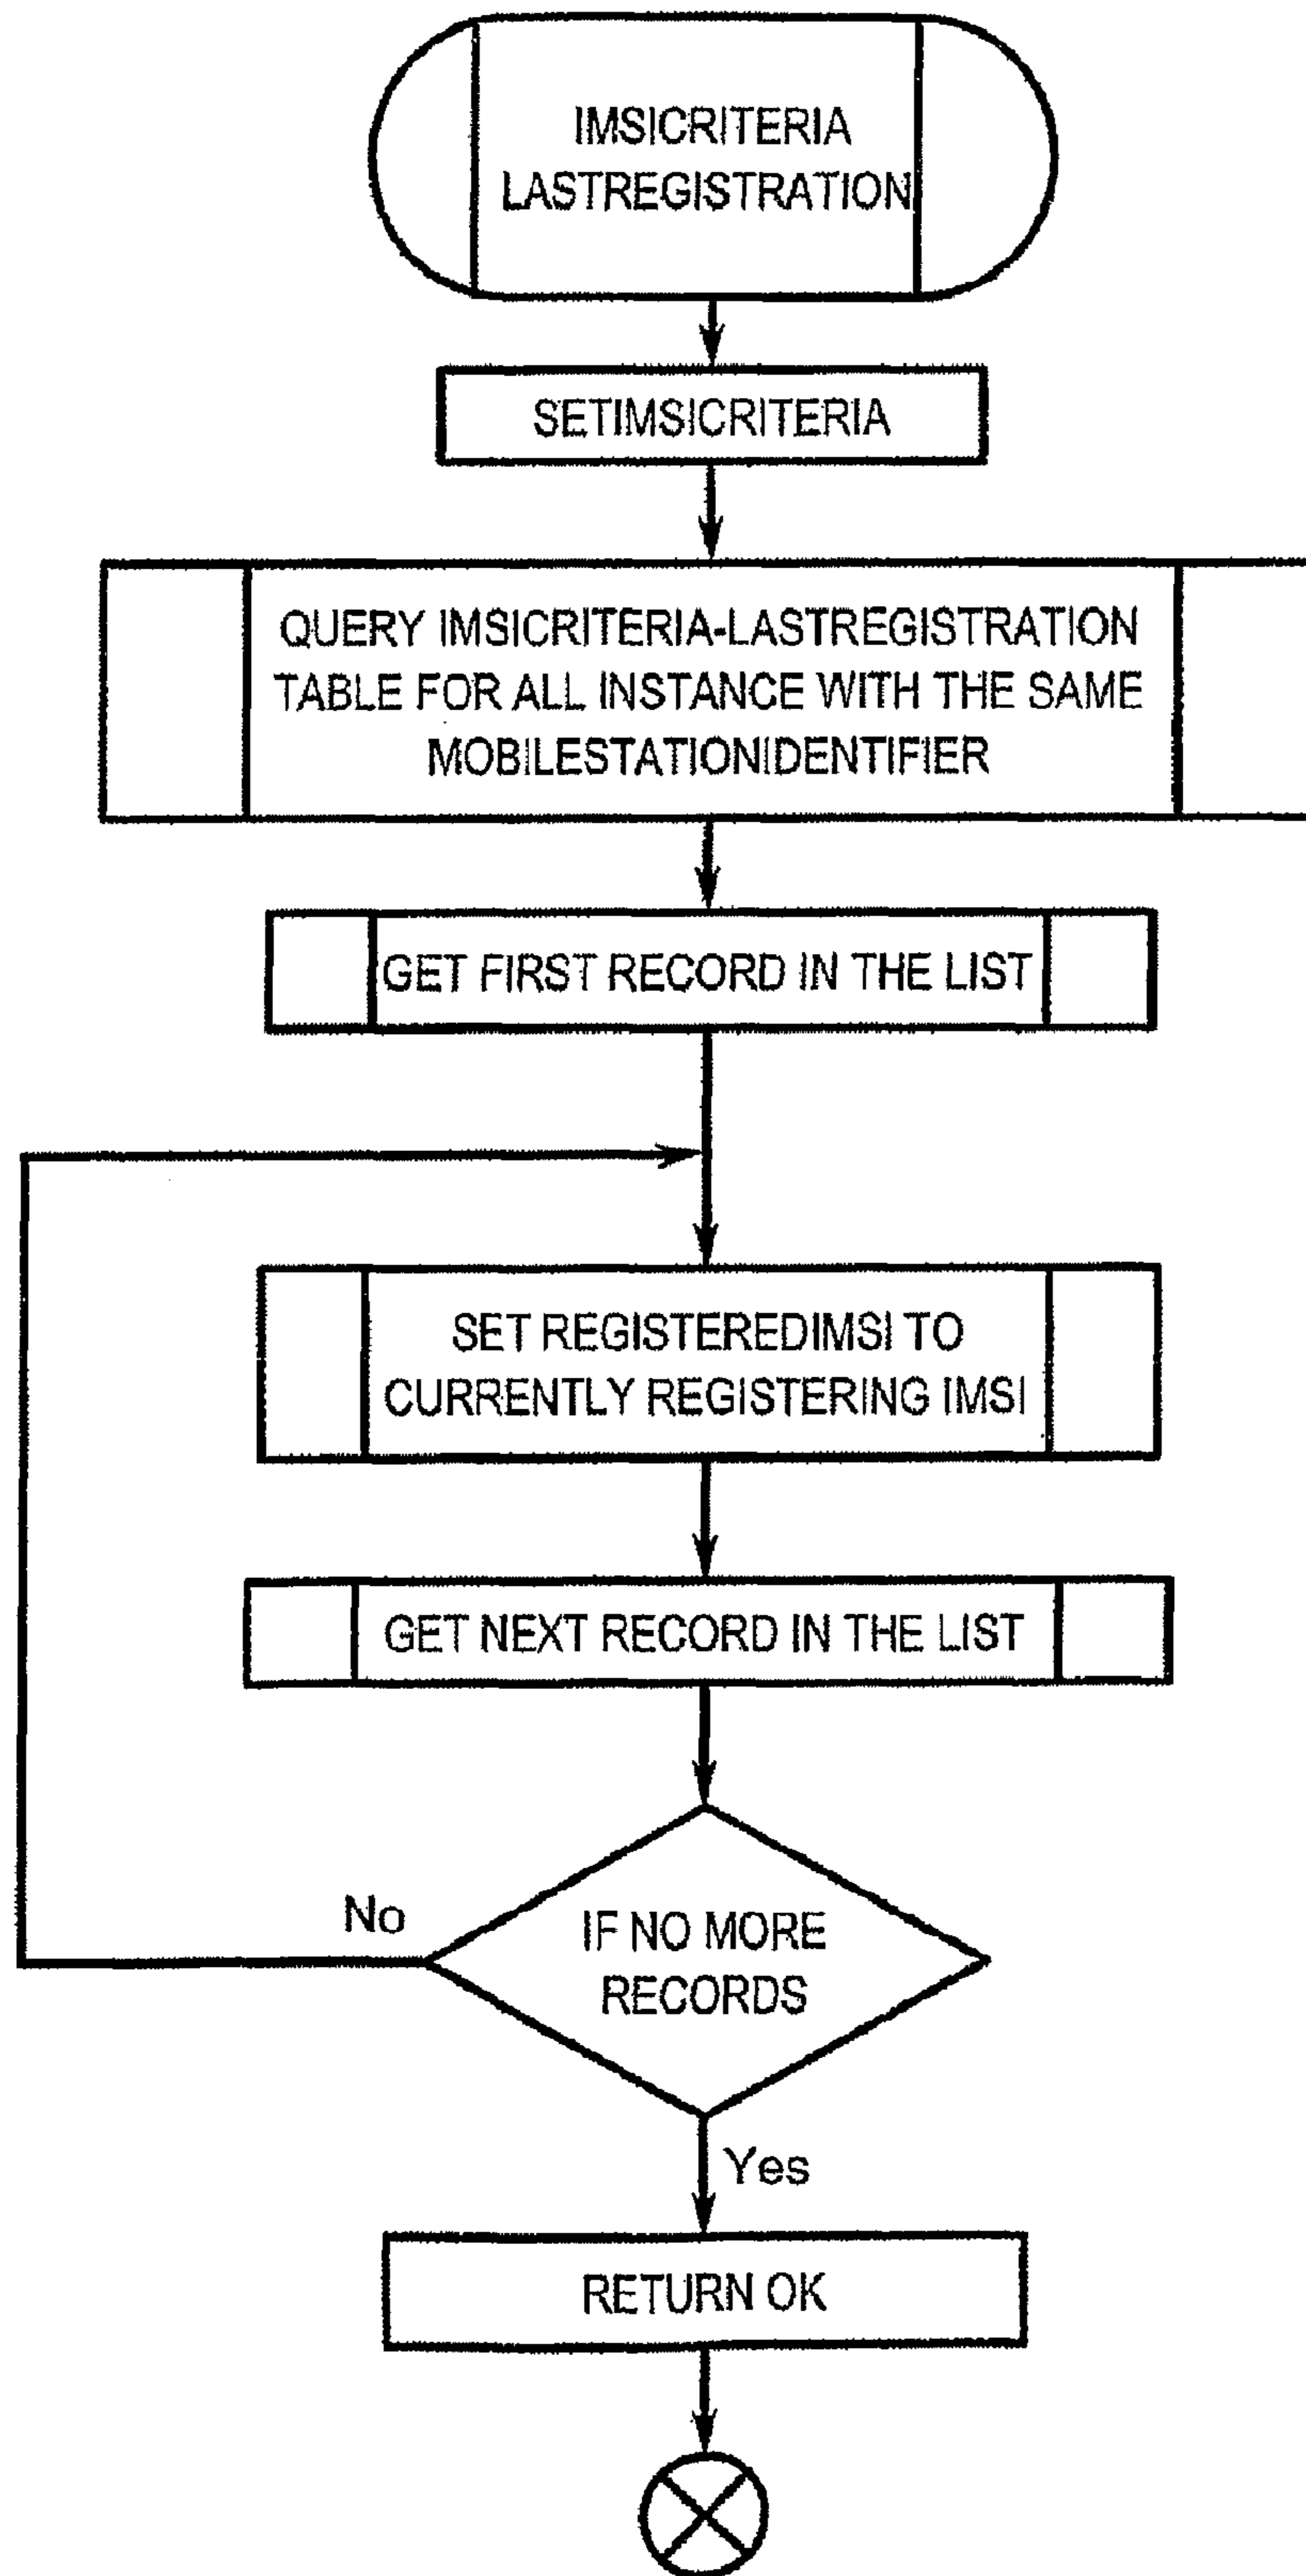 IMSICRITERIA
LASTREGISTRATION
SETIMSICRITERIA
QUERY IMSICRITERIA-LASTREGISTRATION
TABLE FOR ALL INSTANCE WITH THE SAME
MOBILESTATIONIDENTIFIER
GET FIRST RECORD IN THE LIST
SET REGISTEREDIMSI TO
CURRENTLY REGISTERING IMSI
GET NEXT RECORD IN THE LIST
No
IF NO MORE
RECORDS
Yes
RETURN OK